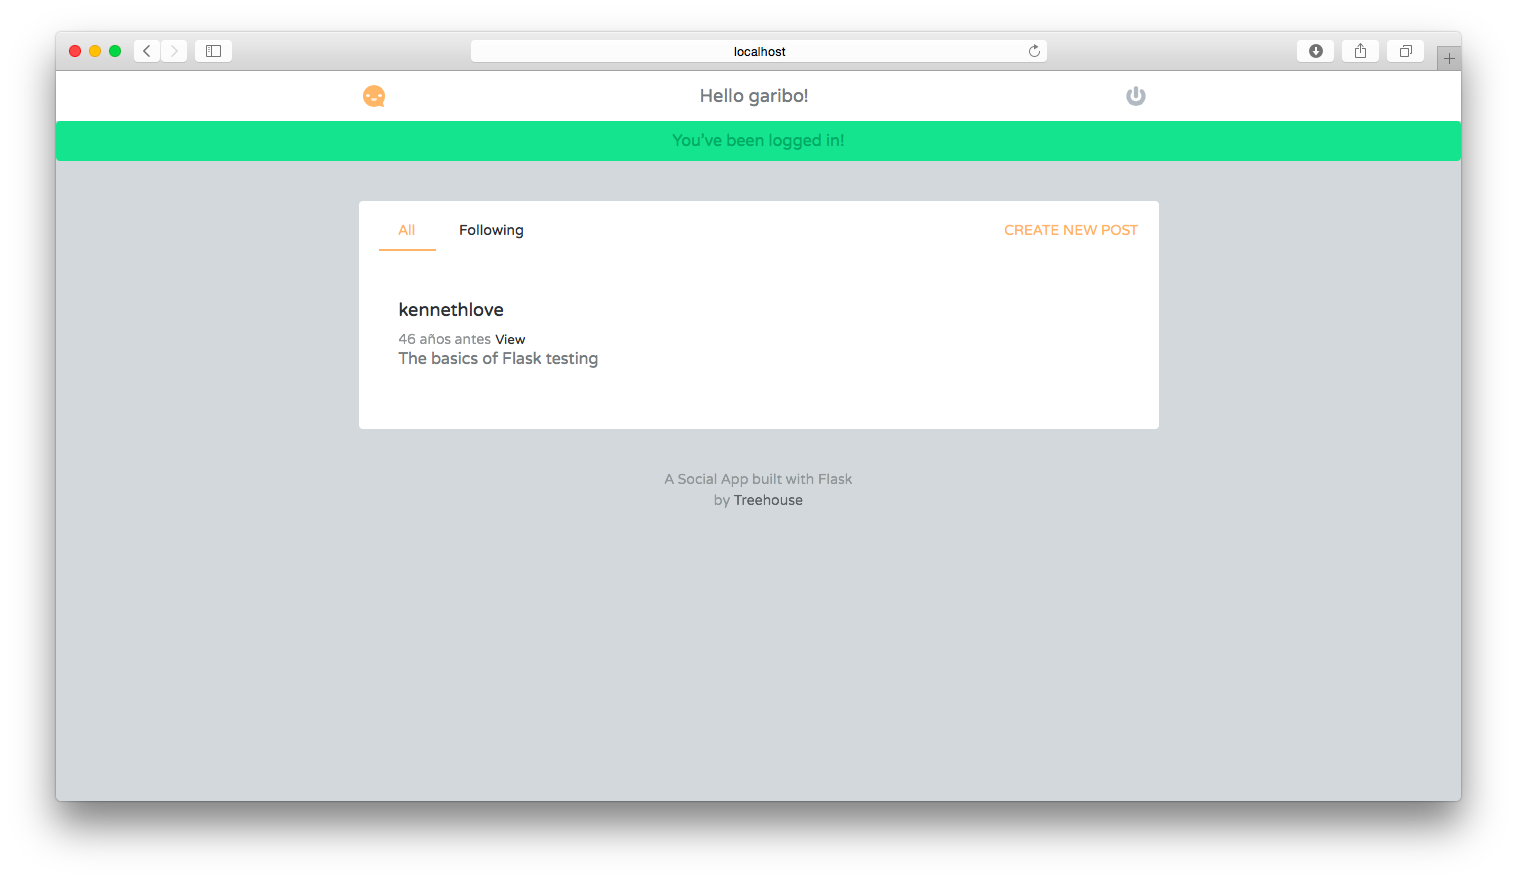 localhost
Hello garibo!
You've been logged in!
All Following CREATE NEW POST
kennethlove
46 años antes View
The basics of Flask testing
A Social App built with Flask
by Treehouse